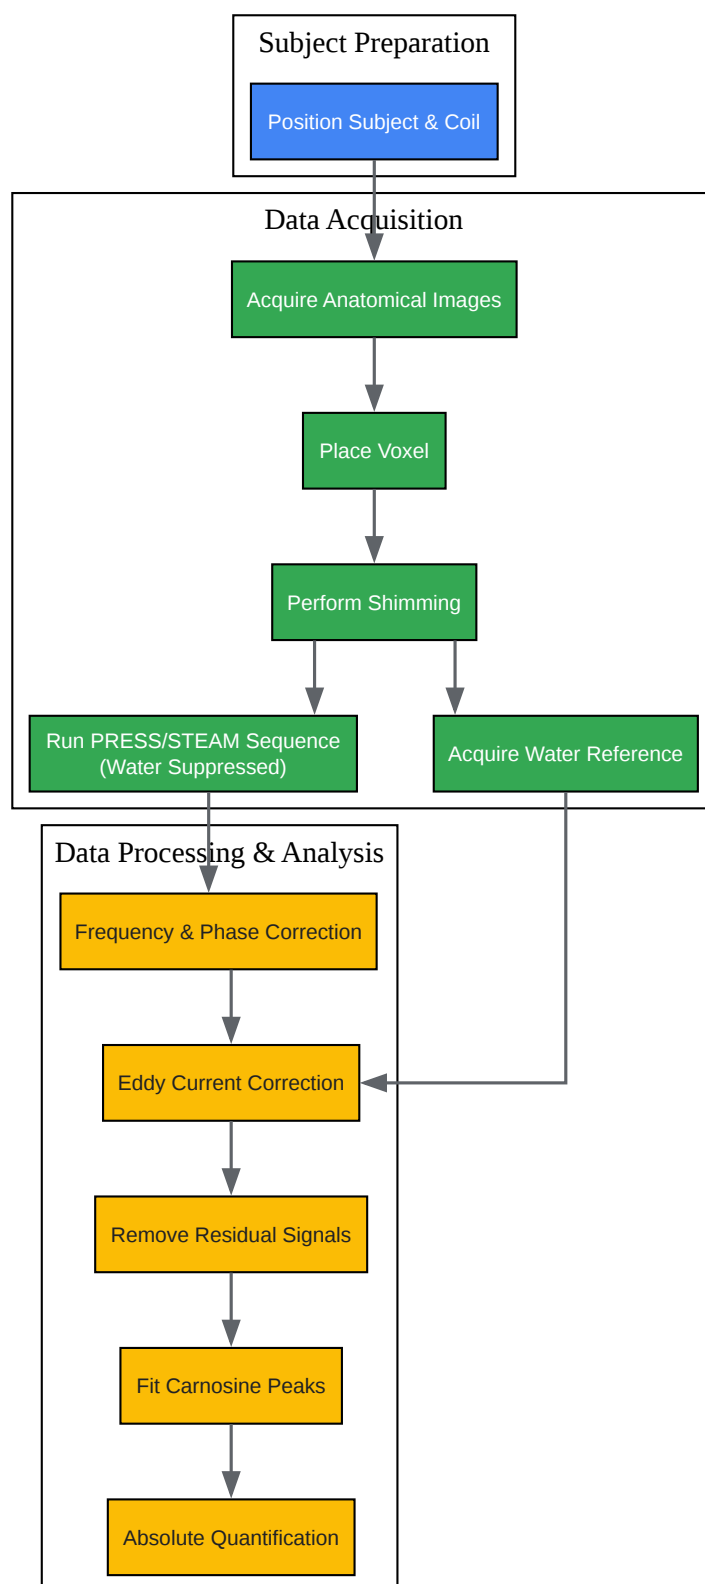 Subject Preparation
Position Subject & Coil
Data Acquisition
Acquire Anatomical Images
Place Voxel
Perform Shimming
Run PRESS/STEAM Sequence
(Water Suppressed)
Acquire Water Reference
Data Processing & Analysis
Frequency & Phase Correction
Eddy Current Correction
Remove Residual Signals
Fit Carnosine Peaks
Absolute Quantification